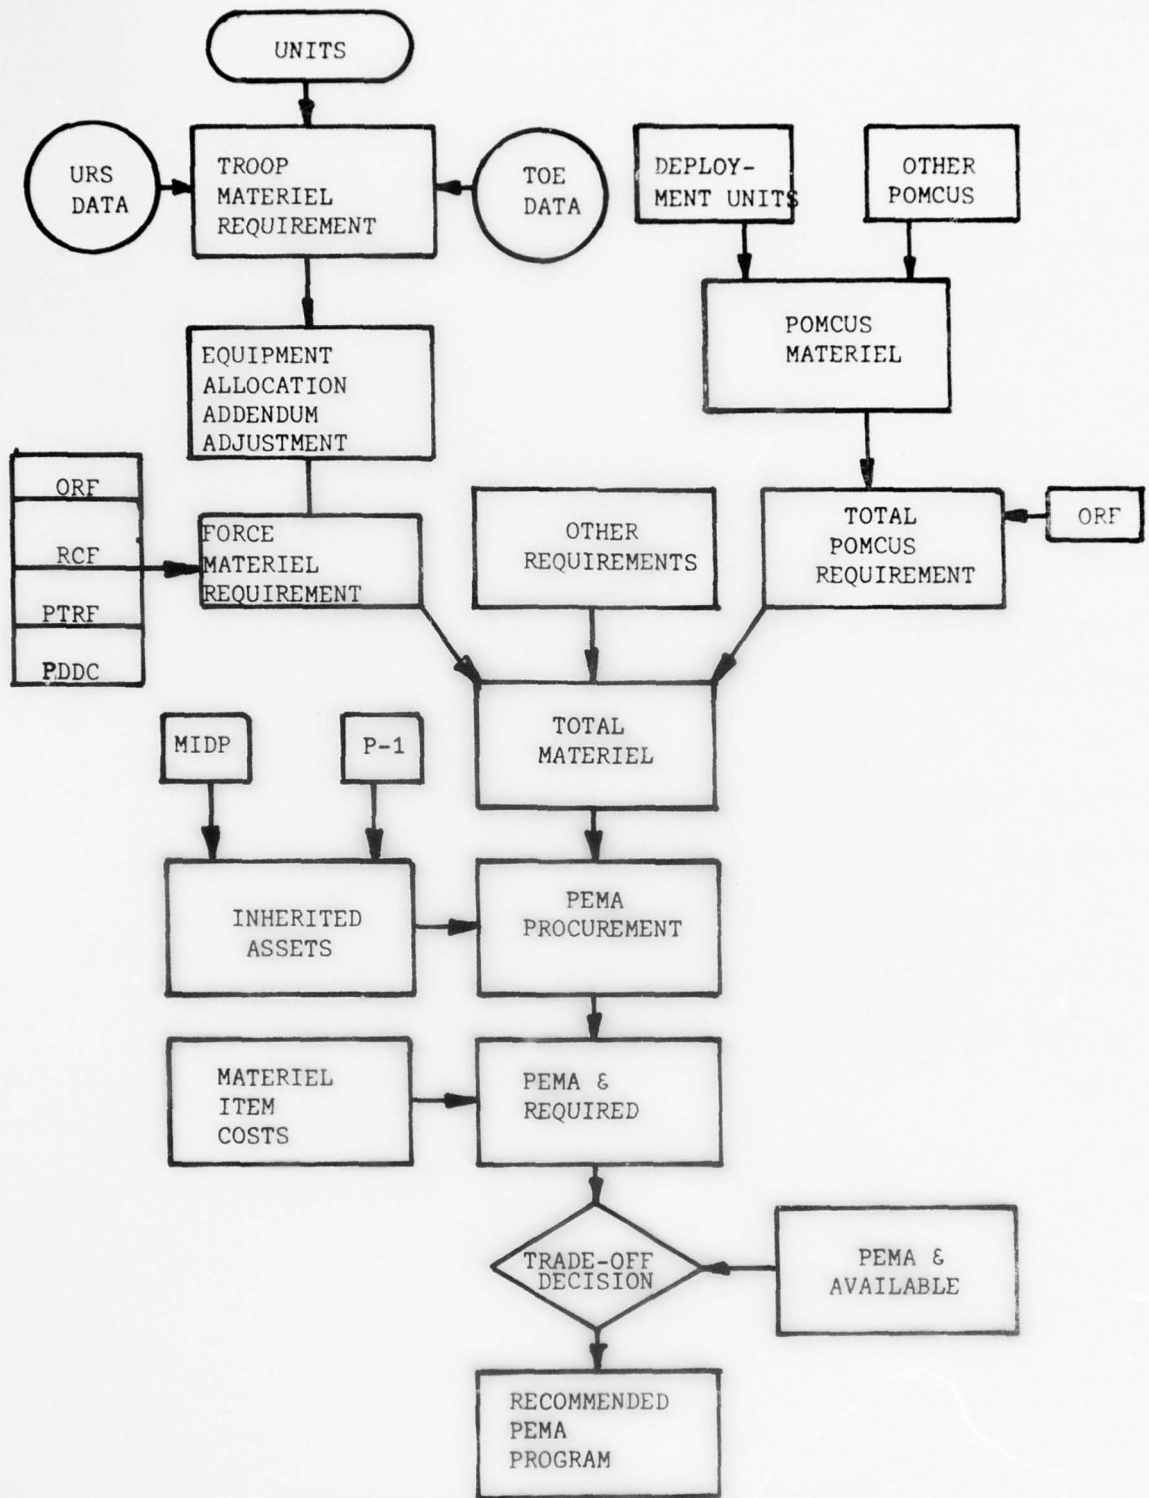 UNITS
URS
DATA
TROOP
MATERIEL
REQUIREMENT
TOE
DATA
DEPLOY-
MENT UNITS
OTHER
POMCUS
POMCUS
MATERIEL
EQUIPMENT
ALLOCATION
ADDENDUM
ADJUSTMENT
ORF
RCF
PTRF
PDDC
FORCE
MATERIEL
REQUIREMENT
OTHER
REQUIREMENTS
TOTAL
POMCUS
REQUIREMENT
ORF
MIDP
P-1
TOTAL
MATERIEL
INHERITED
ASSETS
PEMA
PROCUREMENT
MATERIEL
ITEM
COSTS
PEMA &
REQUIRED
TRADE-OFF
DECISION
PEMA &
AVAILABLE
RECOMMENDED
PEMA
PROGRAM